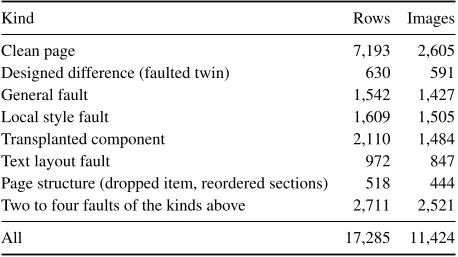 Kind Rows Images
Clean page 7,193 2,605
Designed difference (faulted twin) 630 591
General fault 1,542 1,427
Local style fault 1,609 1,505
Transplanted component 2,110 1,484
Text layout fault 972 847
Page structure (dropped item, reordered sections) 518 444
Two to four faults of the kinds above 2,711 2,521
All 17,285 11,424